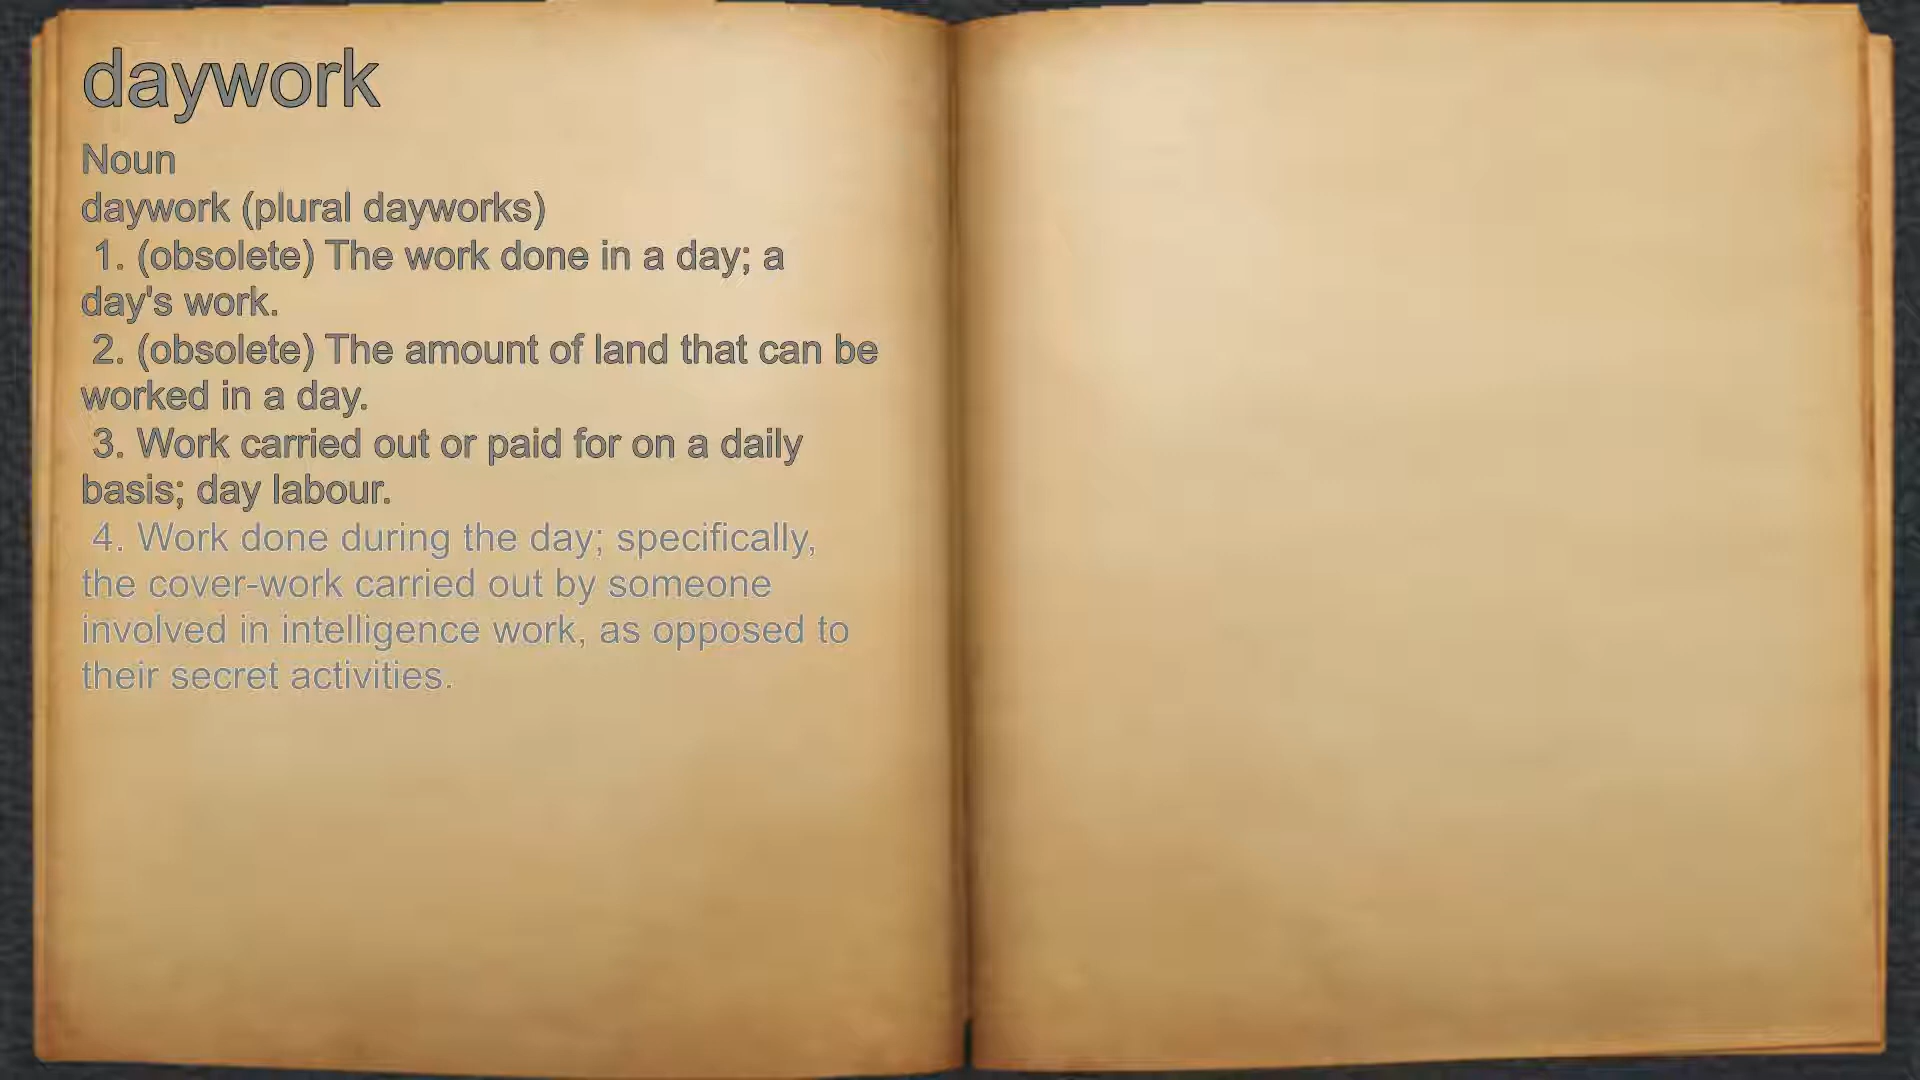 daywork
Noun
daywork (plural dayworks)
1. (obsolete) The work done in a day; a
day's work.
2. (obsolete) The amount of land that can be
worked in a day.
3. Work carried out or paid for on a daily
basis; day labour.
4. Work done during the day; specifically,
the cover-work carried out by someone
involved in intelligence work, as opposed to
their secret activities.